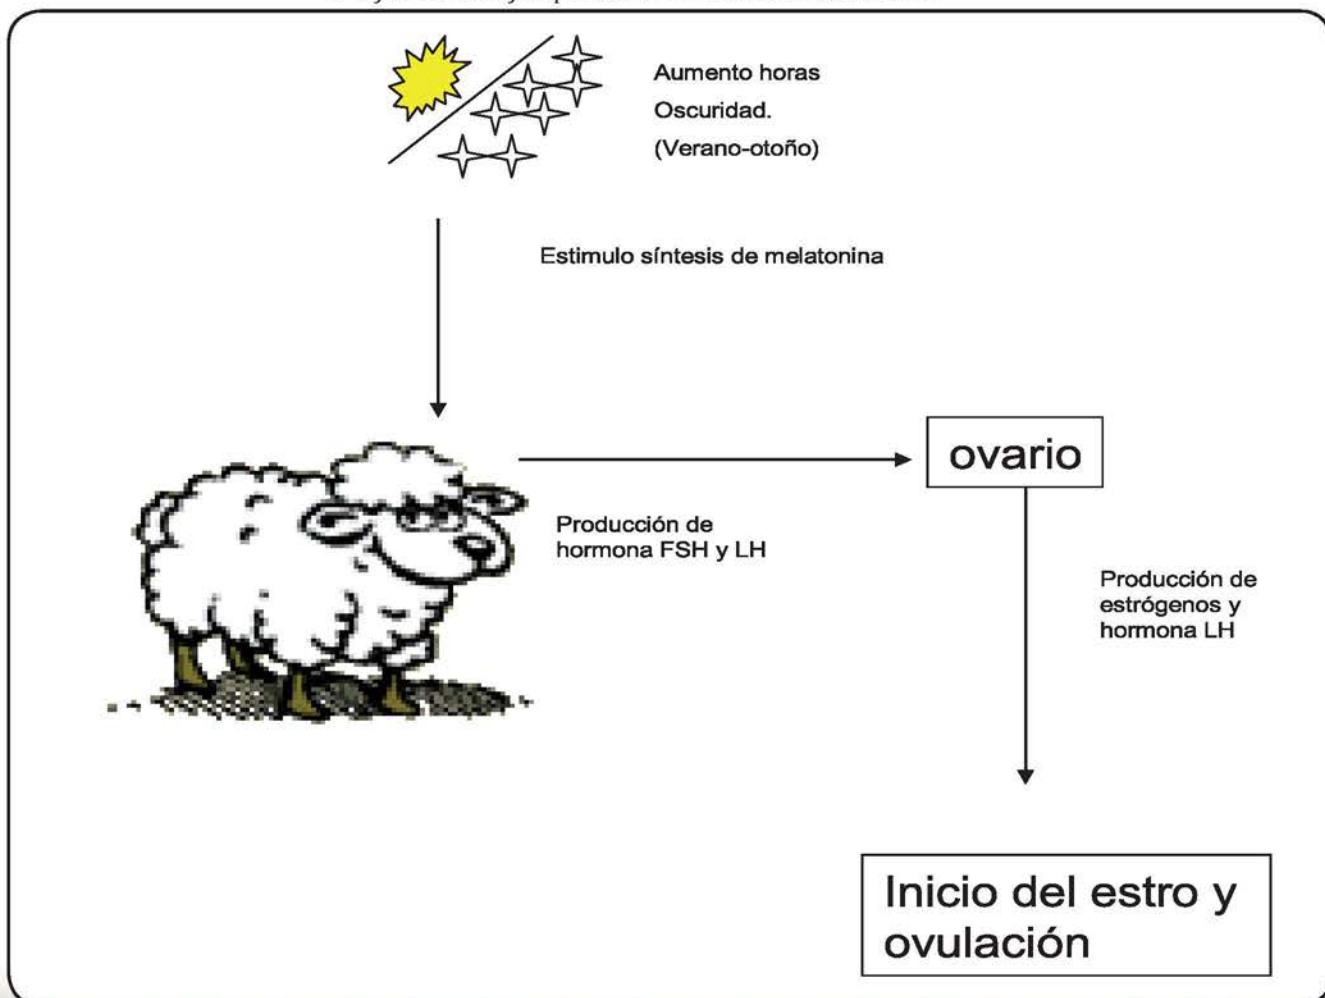 Aumento horas
Oscuridad.
(Verano-otoño)
Estimulo síntesis de melatonina
ovario
Producción de
hormona FSH y LH
Producción de
estrógenos y
hormona LH
Inicio del estro y
ovulación